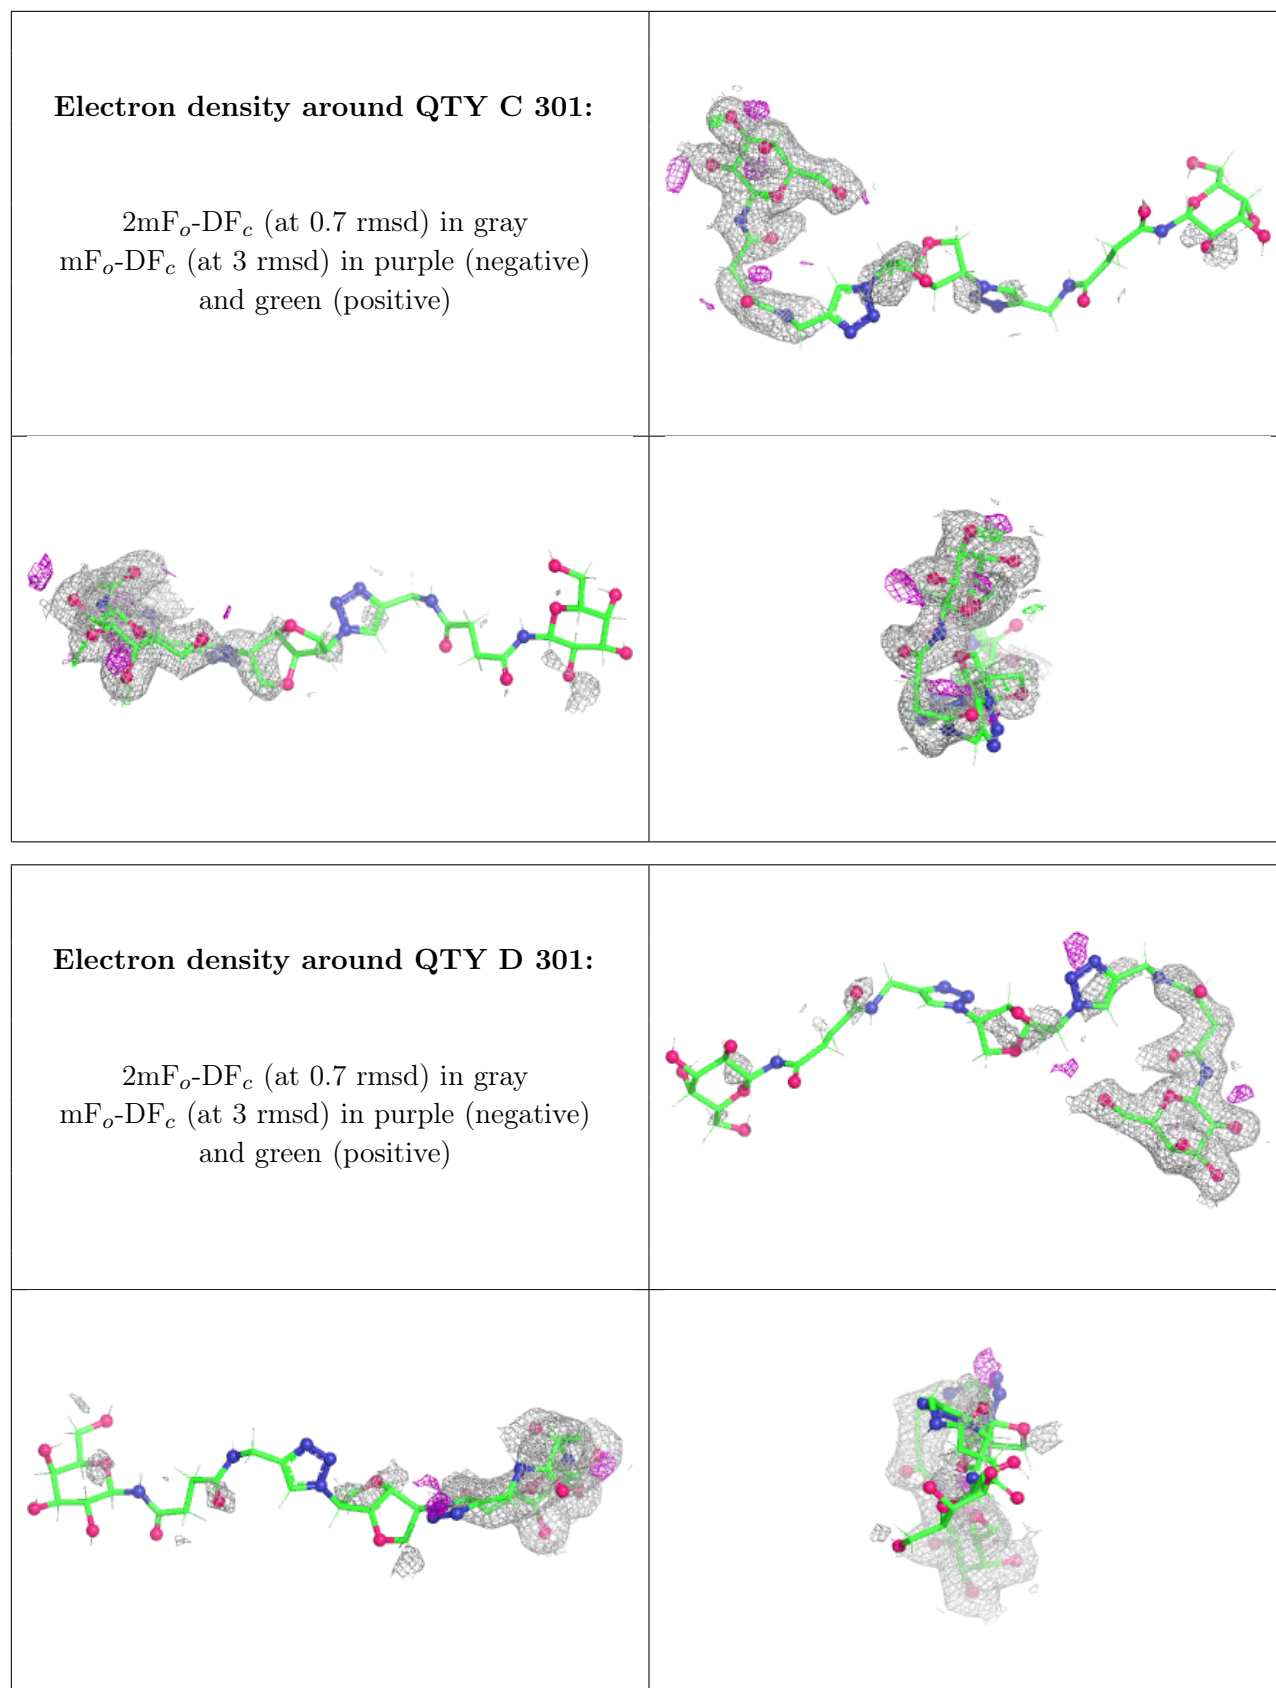 Electron density around QTY C 301:
2mFₒ-DF𝒸 (at 0.7 rmsd) in gray
mFₒ-DF𝒸 (at 3 rmsd) in purple (negative)
and green (positive)
Electron density around QTY D 301:
2mFₒ-DF𝒸 (at 0.7 rmsd) in gray
mFₒ-DF𝒸 (at 3 rmsd) in purple (negative)
and green (positive)